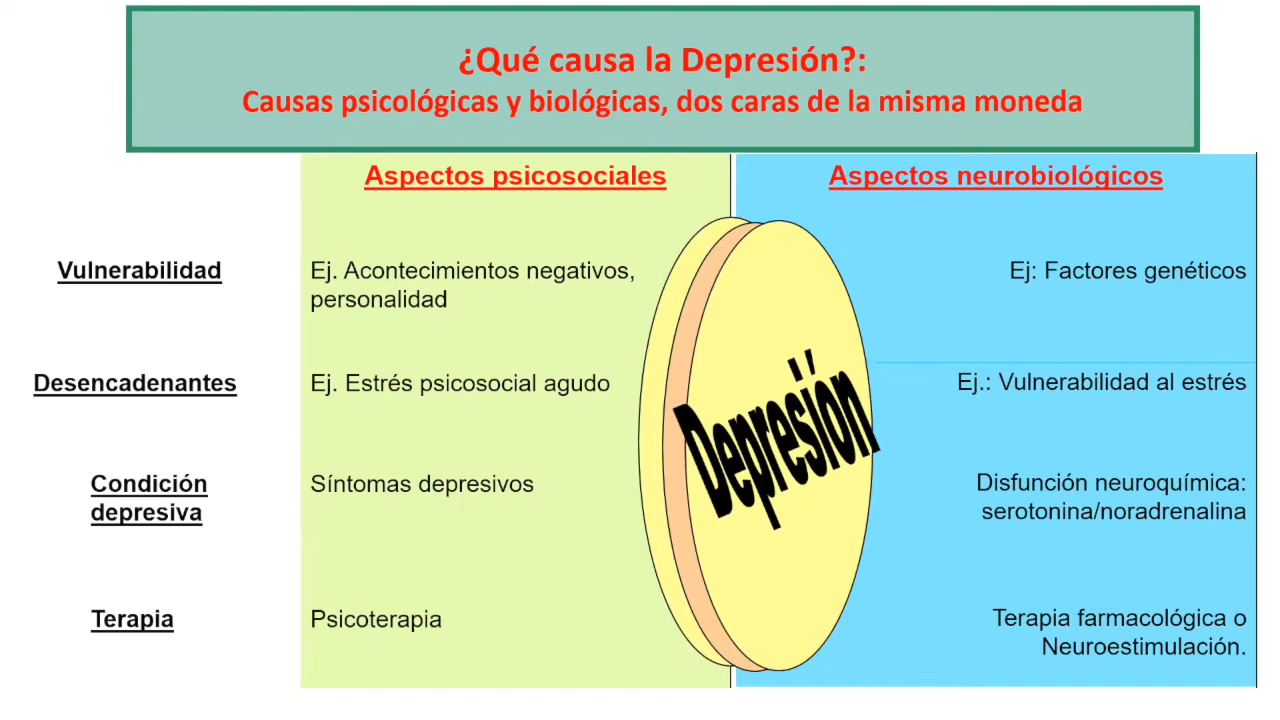 ¿Qué causa la Depresión?:
Causas psicológicas y biológicas, dos caras de la misma moneda
Aspectos psicosociales
Aspectos neurobiológicos
Vulnerabilidad
Ej. Acontecimientos negativos,
personalidad
Ej: Factores genéticos
Desencadenantes
Ej. Estrés psicosocial agudo
Ej.: Vulnerabilidad al estrés
Depresión
Condición
depresiva
Síntomas depresivos
Disfunción neuroquímica:
serotonina/noradrenalina
Terapia
Psicoterapia
Terapia farmacológica o
Neuroestimulación.